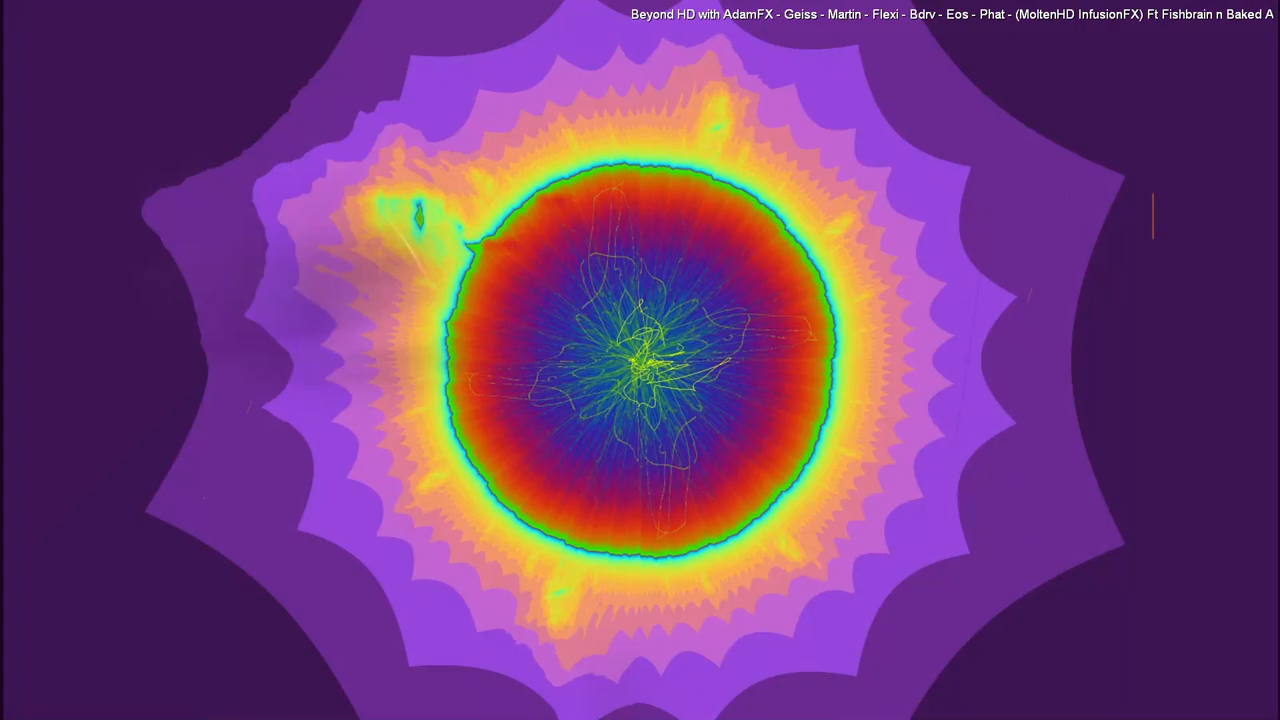 Beyond HD with AdamFX - Geiss - Martin - Flexi - Bdrv - Eos - Phat - (MoltenHD InfusionFX) Ft Fishbrain n Baked A